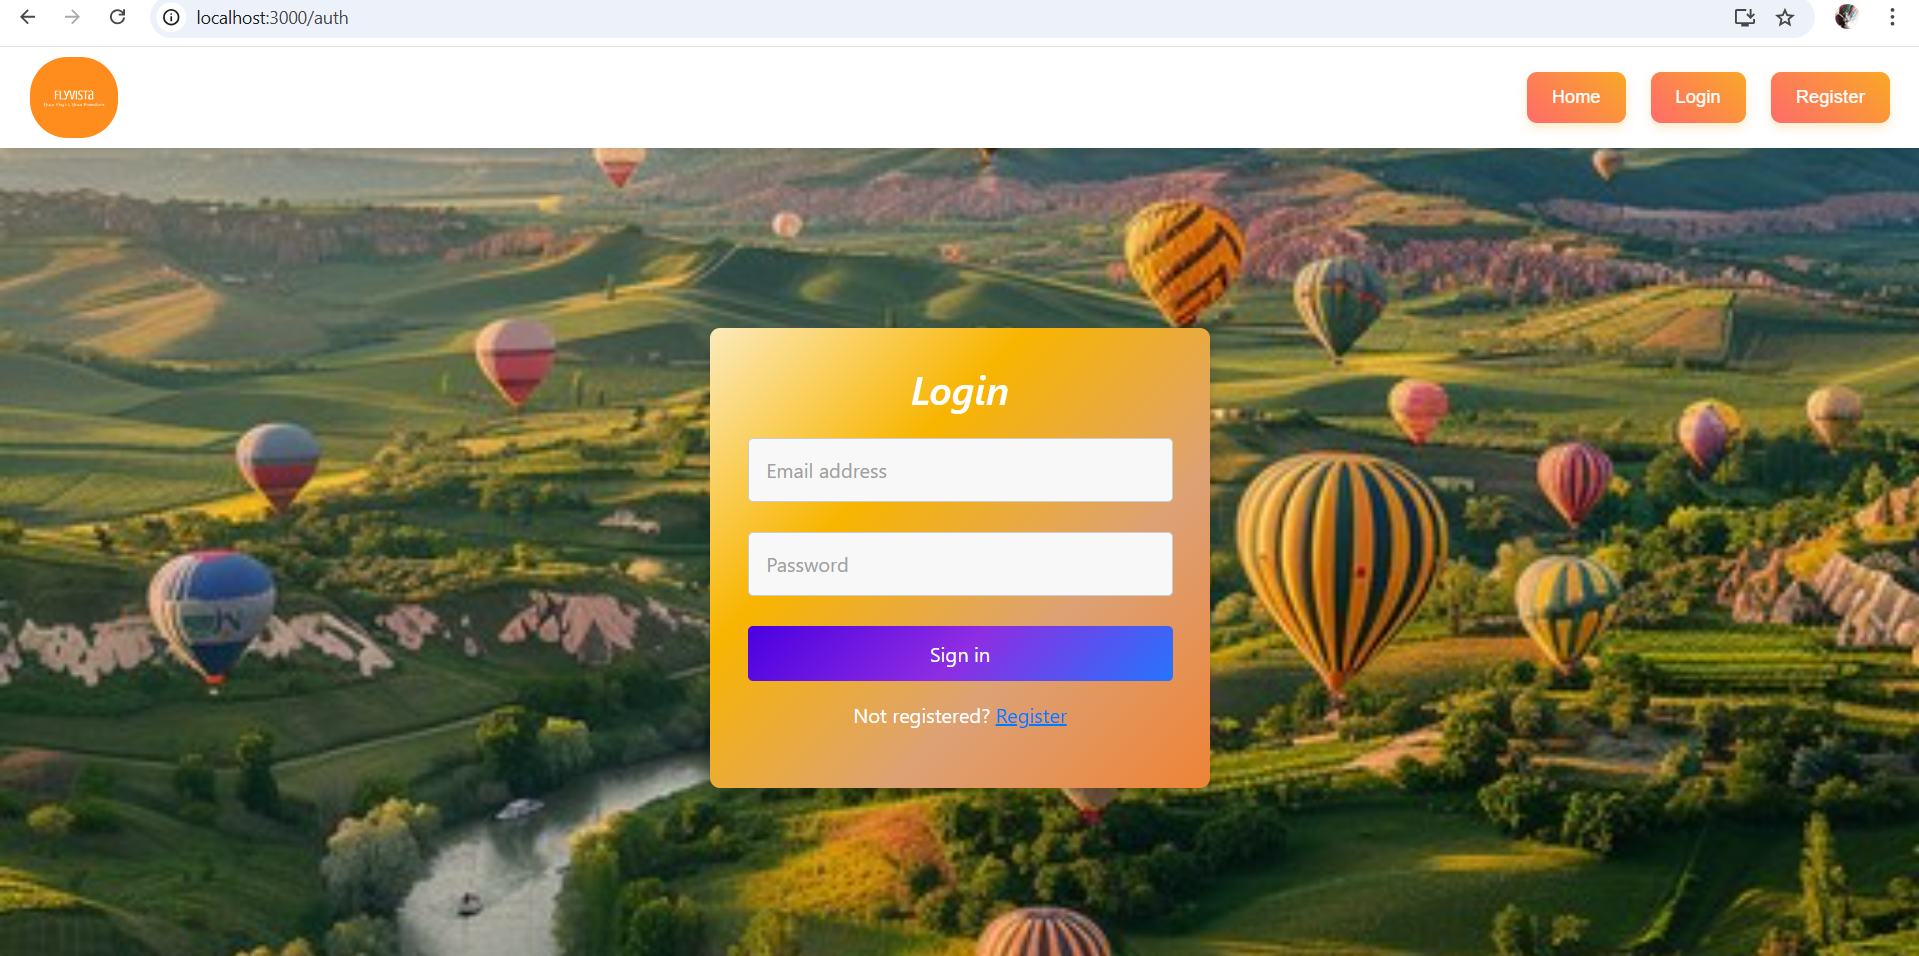 localhost:3000/auth
FLYVISTA
Home
Login
Register
Login
Email address
Password
Sign in
Not registered? Register